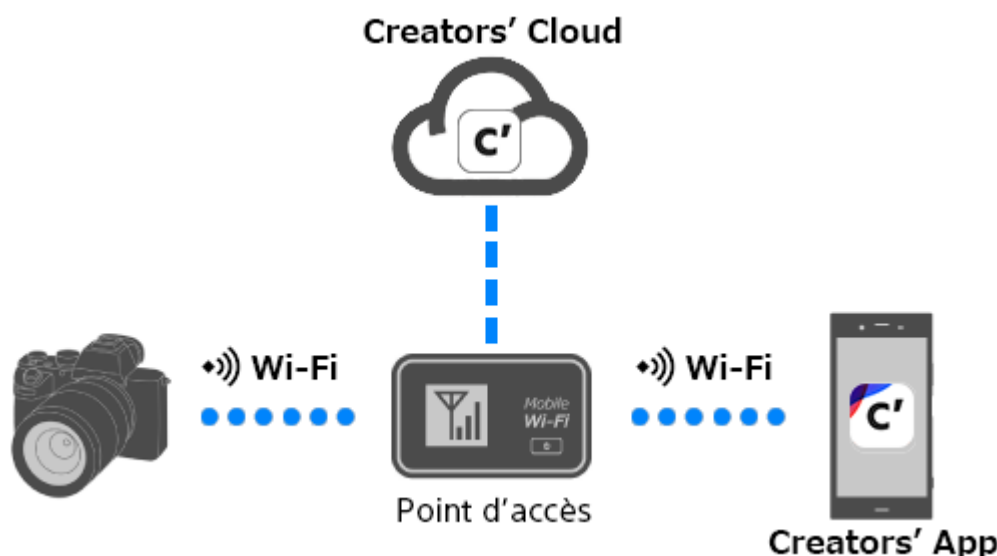 Creators’ Cloud
C’
Wi-Fi
Wi-Fi
Mobile
Wi-Fi
C’
Point d’accès
Creators’ App